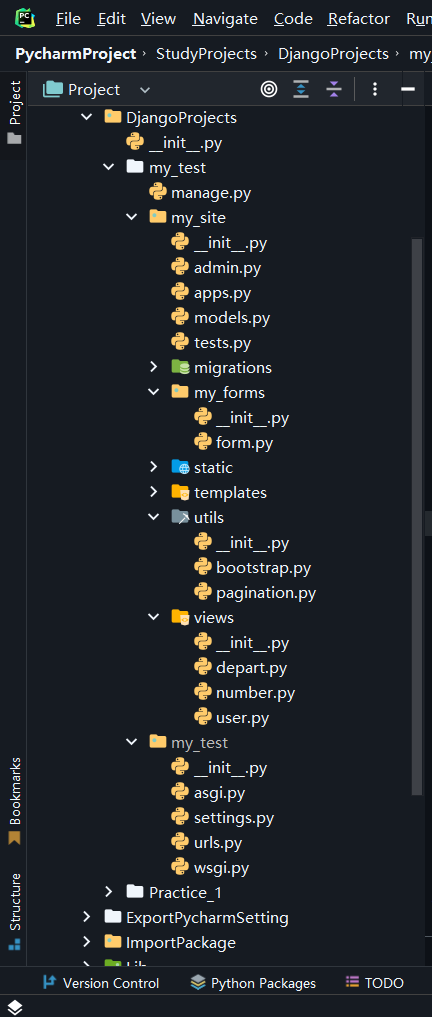 PC
File Edit View Navigate Code Refactor
PycharmProject › StudyProjects › DjangoProjects ›
Project
Project
DjangoProjects
__init__.py
my_test
manage.py
my_site
__init__.py
admin.py
apps.py
models.py
tests.py
migrations
my_forms
__init__.py
form.py
static
templates
utils
__init__.py
bootstrap.py
pagination.py
views
__init__.py
depart.py
number.py
user.py
my_test
__init__.py
asgi.py
settings.py
urls.py
wsgi.py
Practice_1
ExportPycharmSetting
ImportPackage
Lib
Bookmarks
Structure
Version Control Python Packages TODO